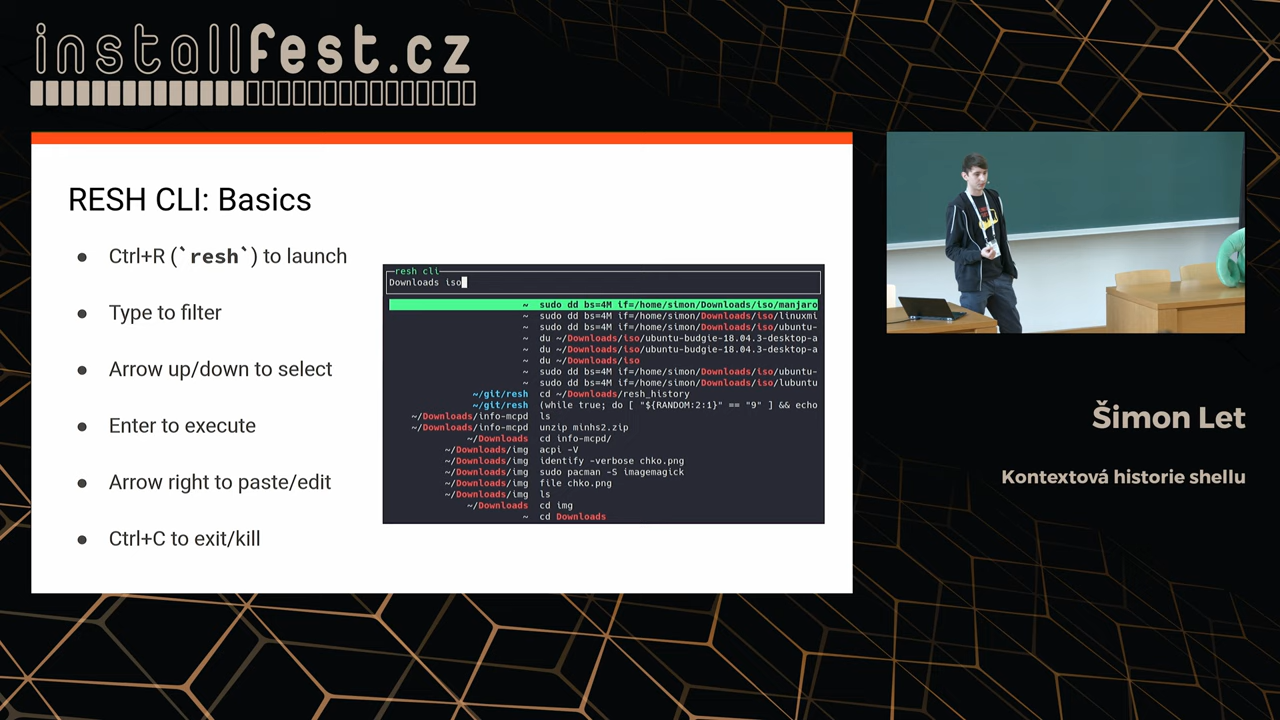 installfest.cz
RESH CLI: Basics
● Ctrl+R (`resh`) to launch
● Type to filter
● Arrow up/down to select
● Enter to execute
● Arrow right to paste/edit
● Ctrl+C to exit/kill
resh cli
Downloads iso
~ sudo dd bs=4M if=/home/simon/Downloads/iso/manjaro
~ sudo dd bs=4M if=/home/simon/Downloads/iso/linuxmi
~ sudo dd bs=4M if=/home/simon/Downloads/iso/ubuntu-
~ du ~/Downloads/iso/ubuntu-budgie-18.04.3-desktop-a
~ du ~/Downloads/iso/ubuntu-budgie-18.04.3-desktop-a
~ du ~/Downloads/iso
~ sudo dd bs=4M if=/home/simon/Downloads/iso/ubuntu-
~ sudo dd bs=4M if=/home/simon/Downloads/iso/lubuntu
~/git/resh cd ~/Downloads/resh_history
~/git/resh (while true; do [ "${RANDOM:2:1}" == "9" ] && echo
~/Downloads/info-mcpd ls
~/Downloads/info-mcpd unzip minhs2.zip
~/Downloads cd info-mcpd/
~/Downloads/img acpi -V
~/Downloads/img identify -verbose chko.png
~/Downloads/img sudo pacman -S imagemagick
~/Downloads/img file chko.png
~/Downloads/img ls
~/Downloads cd img
~ cd Downloads
Šimon Let
Kontextová historie shellu